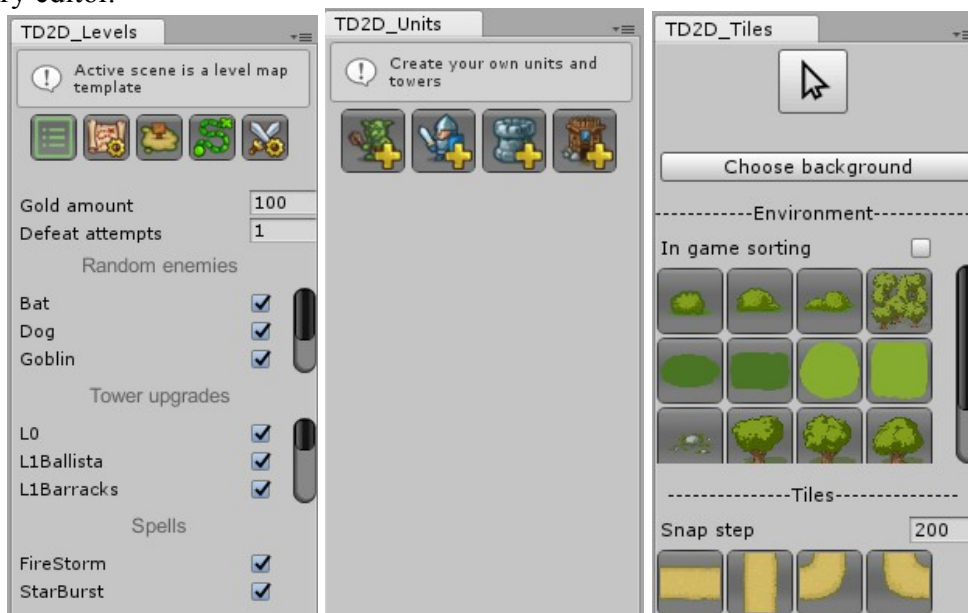 TD2D_Levels
Active scene is a level map
template
Gold amount 100
Defeat attempts 1
Random enemies
Bat
Dog
Goblin
Tower upgrades
L0
L1Ballista
L1Barracks
Spells
FireStorm
StarBurst
TD2D_Units
Create your own units and
towers
TD2D_Tiles
Choose background
-----------Environment----------
In game sorting
--------------Tiles--------------
Snap step 200